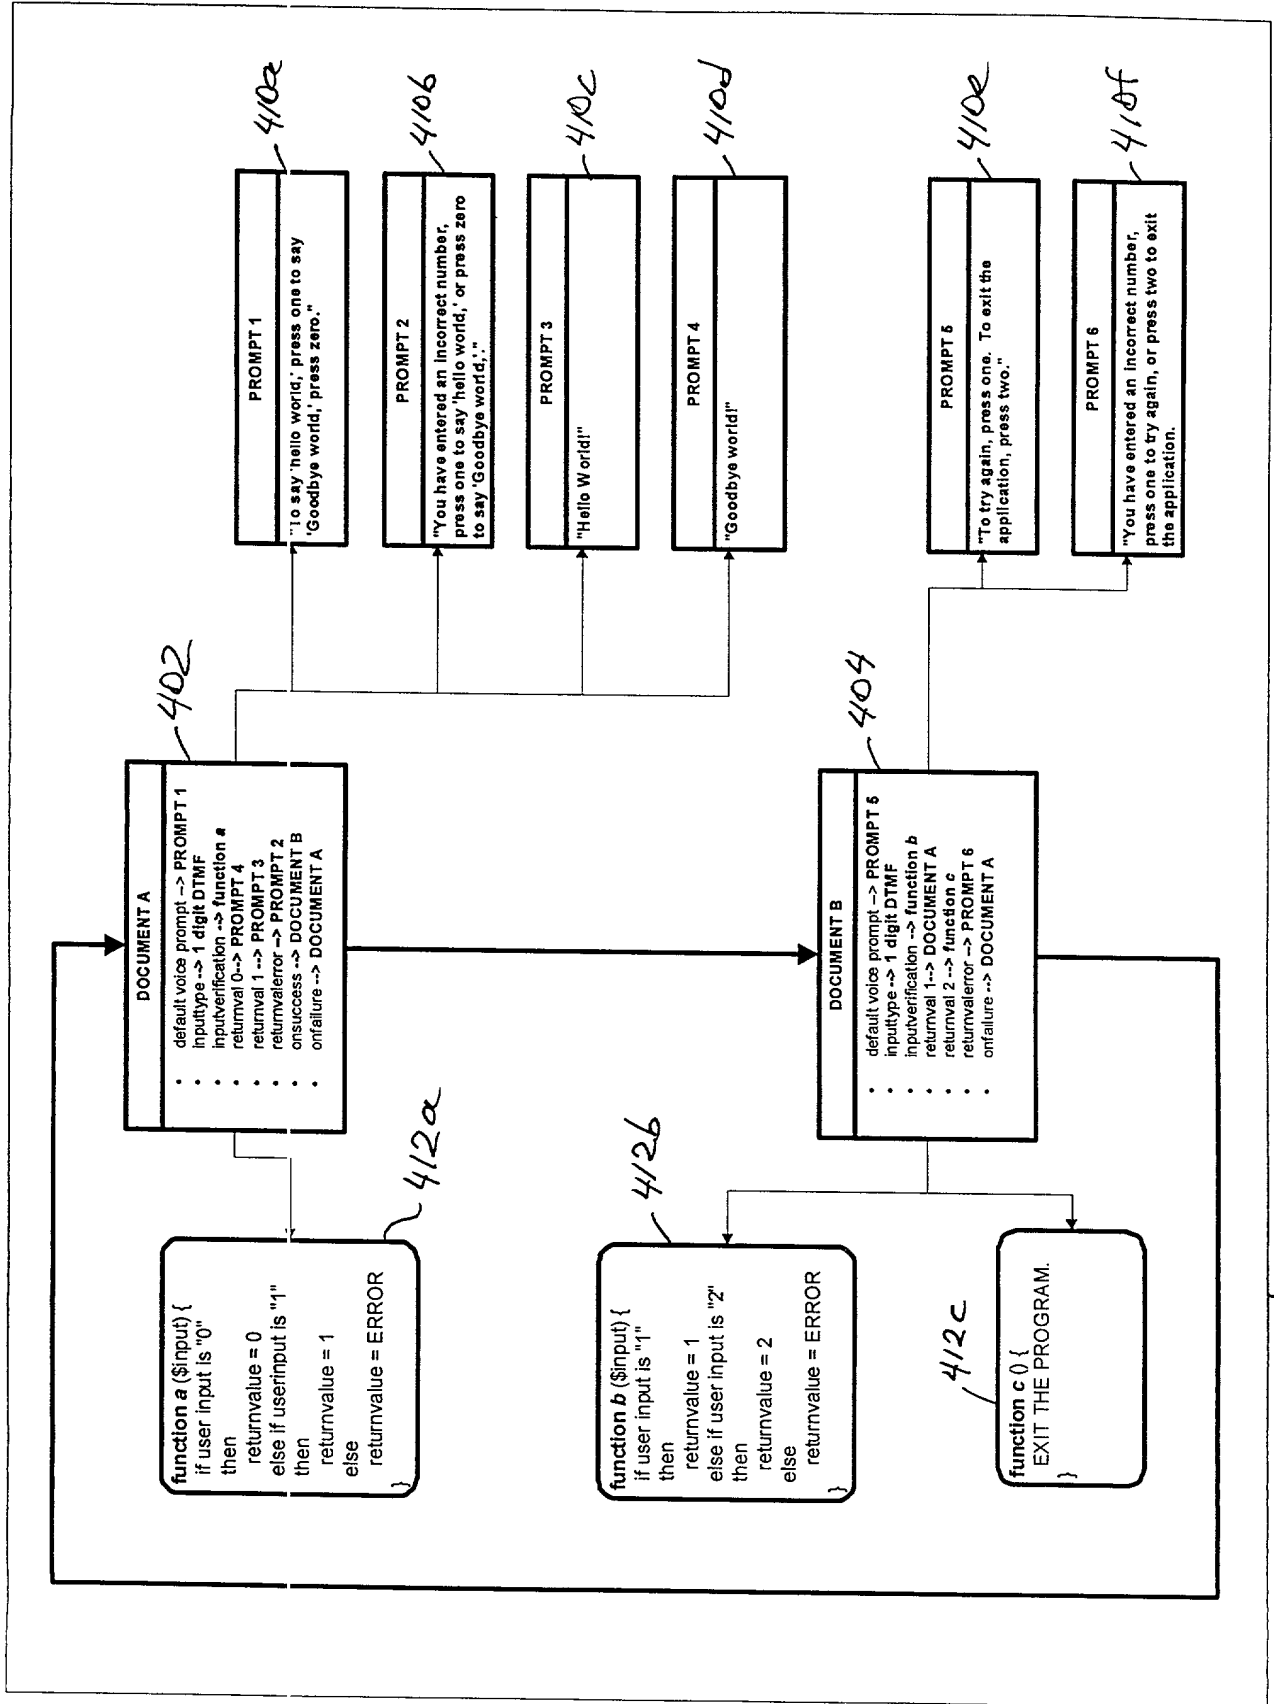 DOCUMENT A
• default voice prompt --> PROMPT 1
• inputtype --> 1 digit DTMF
• inputverification --> function a
• returnval 0--> PROMPT 4
• returnval 1 --> PROMPT 3
• returnvalerror --> PROMPT 2
• onsuccess --> DOCUMENT B
• onfailure --> DOCUMENT A
402
function a ($input) {
if user input is "0"
then
returnvalue = 0
else if userinput is "1"
then
returnvalue = 1
else
returnvalue = ERROR
}
412a
PROMPT 1
"To say 'hello world,' press one to say
'Goodbye world,' press zero."
410a
PROMPT 2
"You have entered an incorrect number,
press one to say 'hello world,' or press zero
to say 'Goodbye world,'."
410b
PROMPT 3
"Hello World!"
410c
PROMPT 4
"Goodbye world!"
410d
DOCUMENT B
• default voice prompt --> PROMPT 5
• inputtype --> 1 digit DTMF
• inputverification --> function b
• returnval 1--> DOCUMENT A
• returnval 2 --> function c
• returnvalerror --> PROMPT 6
• onfailure --> DOCUMENT A
404
function b ($input) {
if user input is "1"
then
returnvalue = 1
else if user input is "2"
then
returnvalue = 2
else
returnvalue = ERROR
}
412b
function c () {
EXIT THE PROGRAM.
}
412c
PROMPT 5
"To try again, press one. To exit the
application, press two."
410e
PROMPT 6
"You have entered an incorrect number,
press one to try again, or press two to exit
the application.
410f